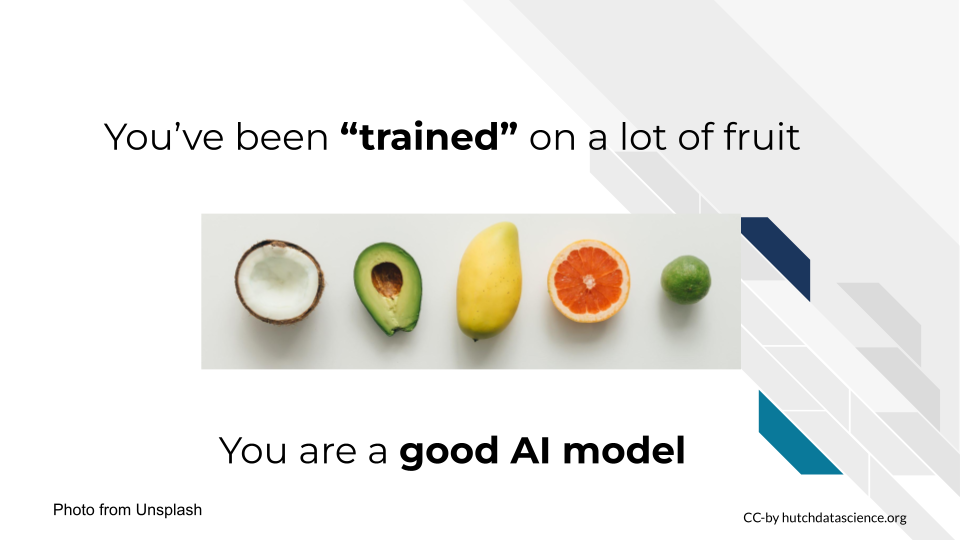 You’ve been “trained” on a lot of fruit
You are a good AI model
Photo from Unsplash
CC-by hutchdatascience.org